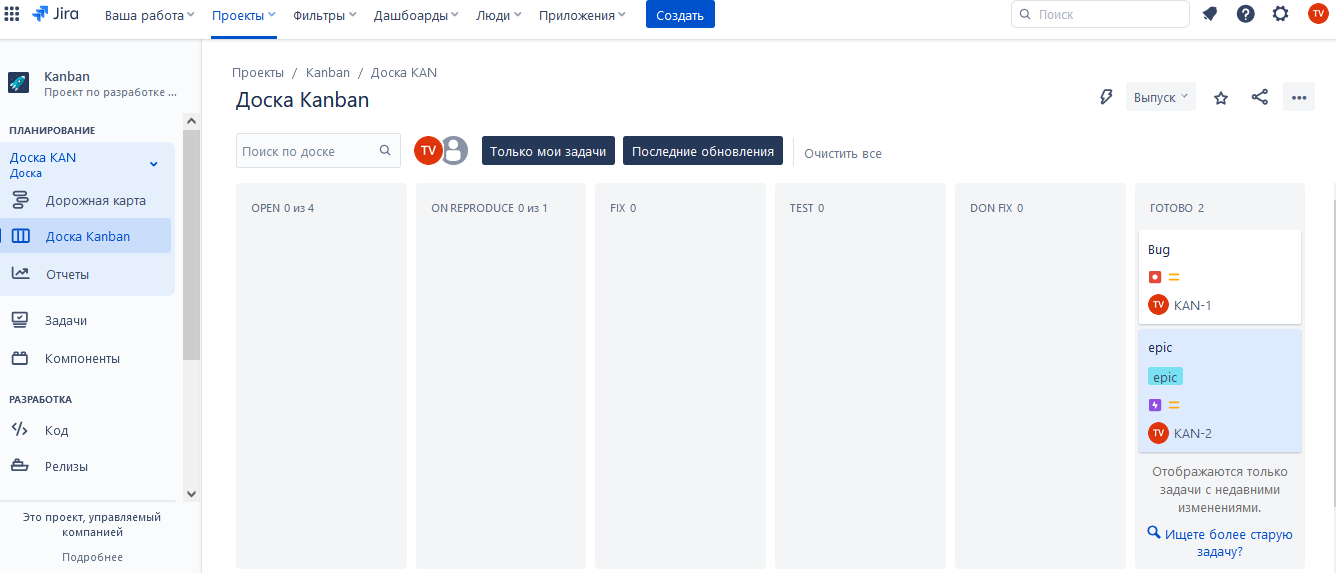 Jira
Ваша работа
Проекты
Фильтры
Дашбоарды
Люди
Приложения
Создать
Поиск
TV
Kanban
Проект по разработке ...
ПЛАНИРОВАНИЕ
Доска KAN
Доска
Дорожная карта
Доска Kanban
Отчеты
Задачи
Компоненты
РАЗРАБОТКА
Код
Релизы
Это проект, управляемый
компанией
Подробнее
Проекты / Kanban / Доска KAN
Доска Kanban
Выпуск
Поиск по доске
TV
Только мои задачи
Последние обновления
Очистить все
OPEN 0 из 4
ON REPRODUCE 0 из 1
FIX 0
TEST 0
DON FIX 0
ГОТОВО 2
Bug
TV KAN-1
epic
epic
TV KAN-2
Отображаются только
задачи с недавними
изменениями.
Ищете более старую
задачу?